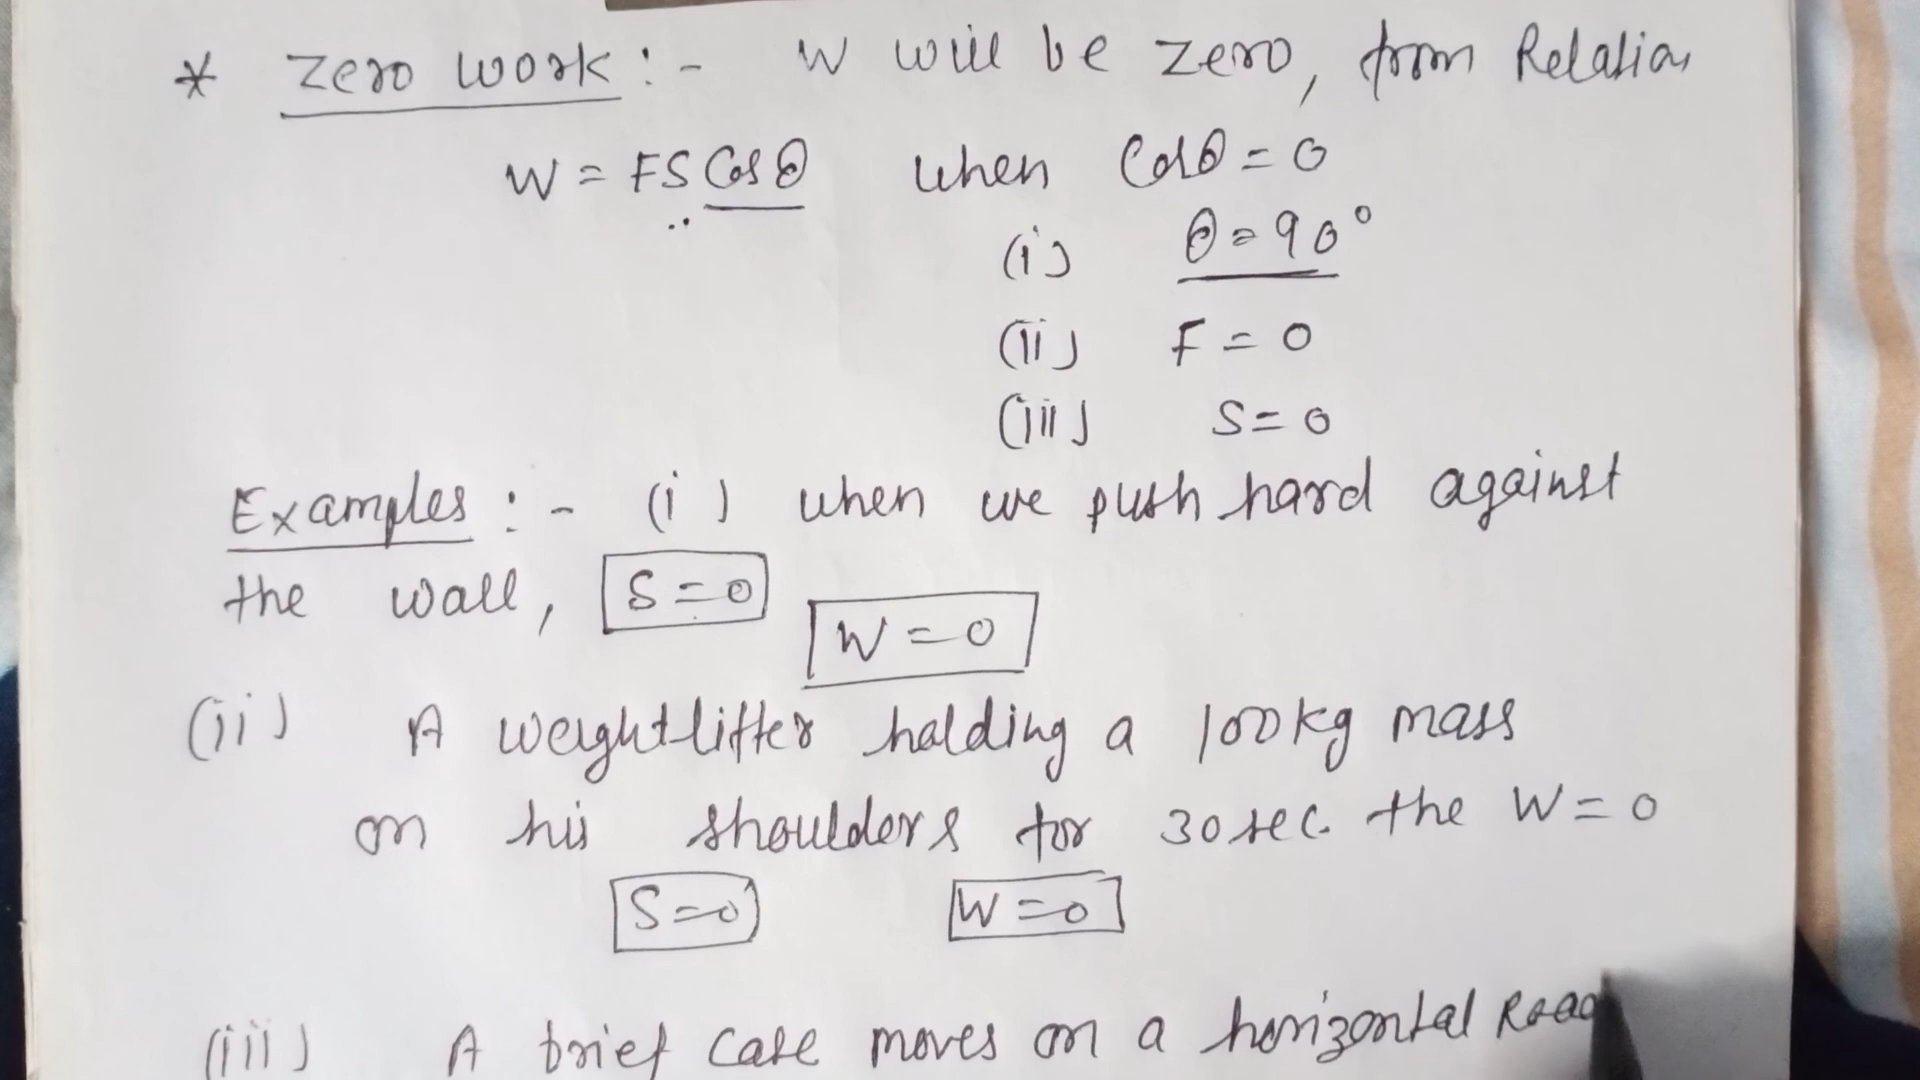 * Zero work :- W will be zero, from Relation
W = FS Cos θ when Cosθ = 0
(i) θ = 90°
(ii) F = 0
(iii) S = 0
Examples :- (i) when we push hard against
the wall, S = 0
W = 0
(ii) A weightlifter holding a 100kg mass
on his shoulders for 30 sec. the W = 0
S = 0 W = 0
(iii) A brief case moves on a horizontal Road